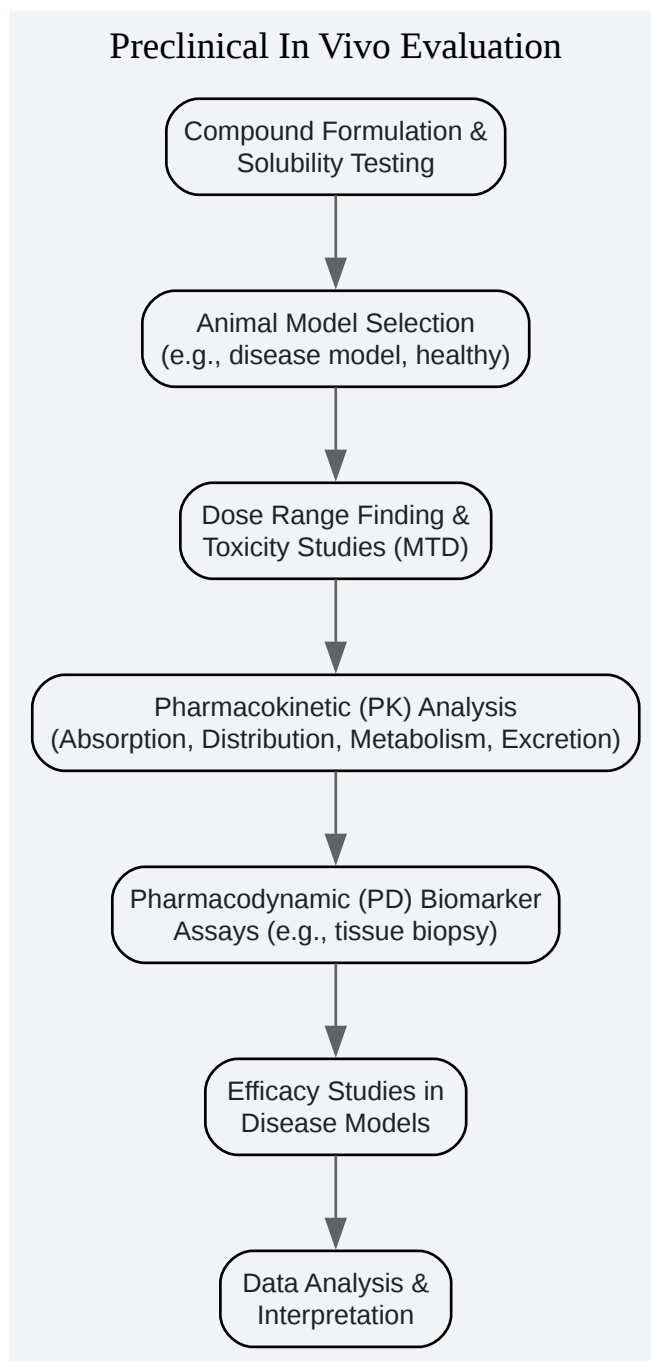 Preclinical In Vivo Evaluation
Compound Formulation &
Solubility Testing
Animal Model Selection
(e.g., disease model, healthy)
Dose Range Finding &
Toxicity Studies (MTD)
Pharmacokinetic (PK) Analysis
(Absorption, Distribution, Metabolism, Excretion)
Pharmacodynamic (PD) Biomarker
Assays (e.g., tissue biopsy)
Efficacy Studies in
Disease Models
Data Analysis &
Interpretation